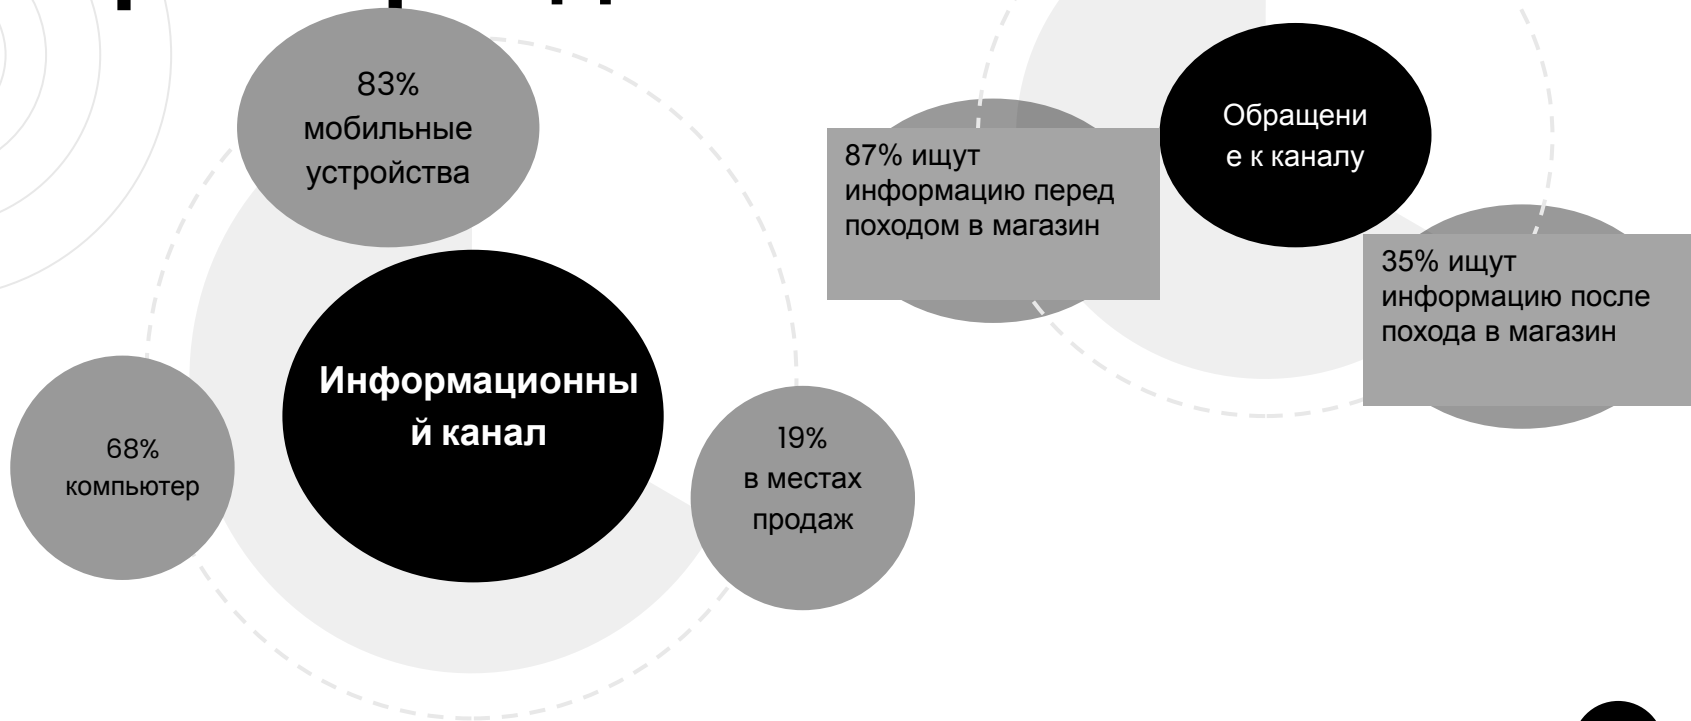 83%
мобильные
устройства
Информационны
й канал
68%
компьютер
19%
в местах
продаж
Обращени
е к каналу
87% ищут
информацию перед
походом в магазин
35% ищут
информацию после
похода в магазин